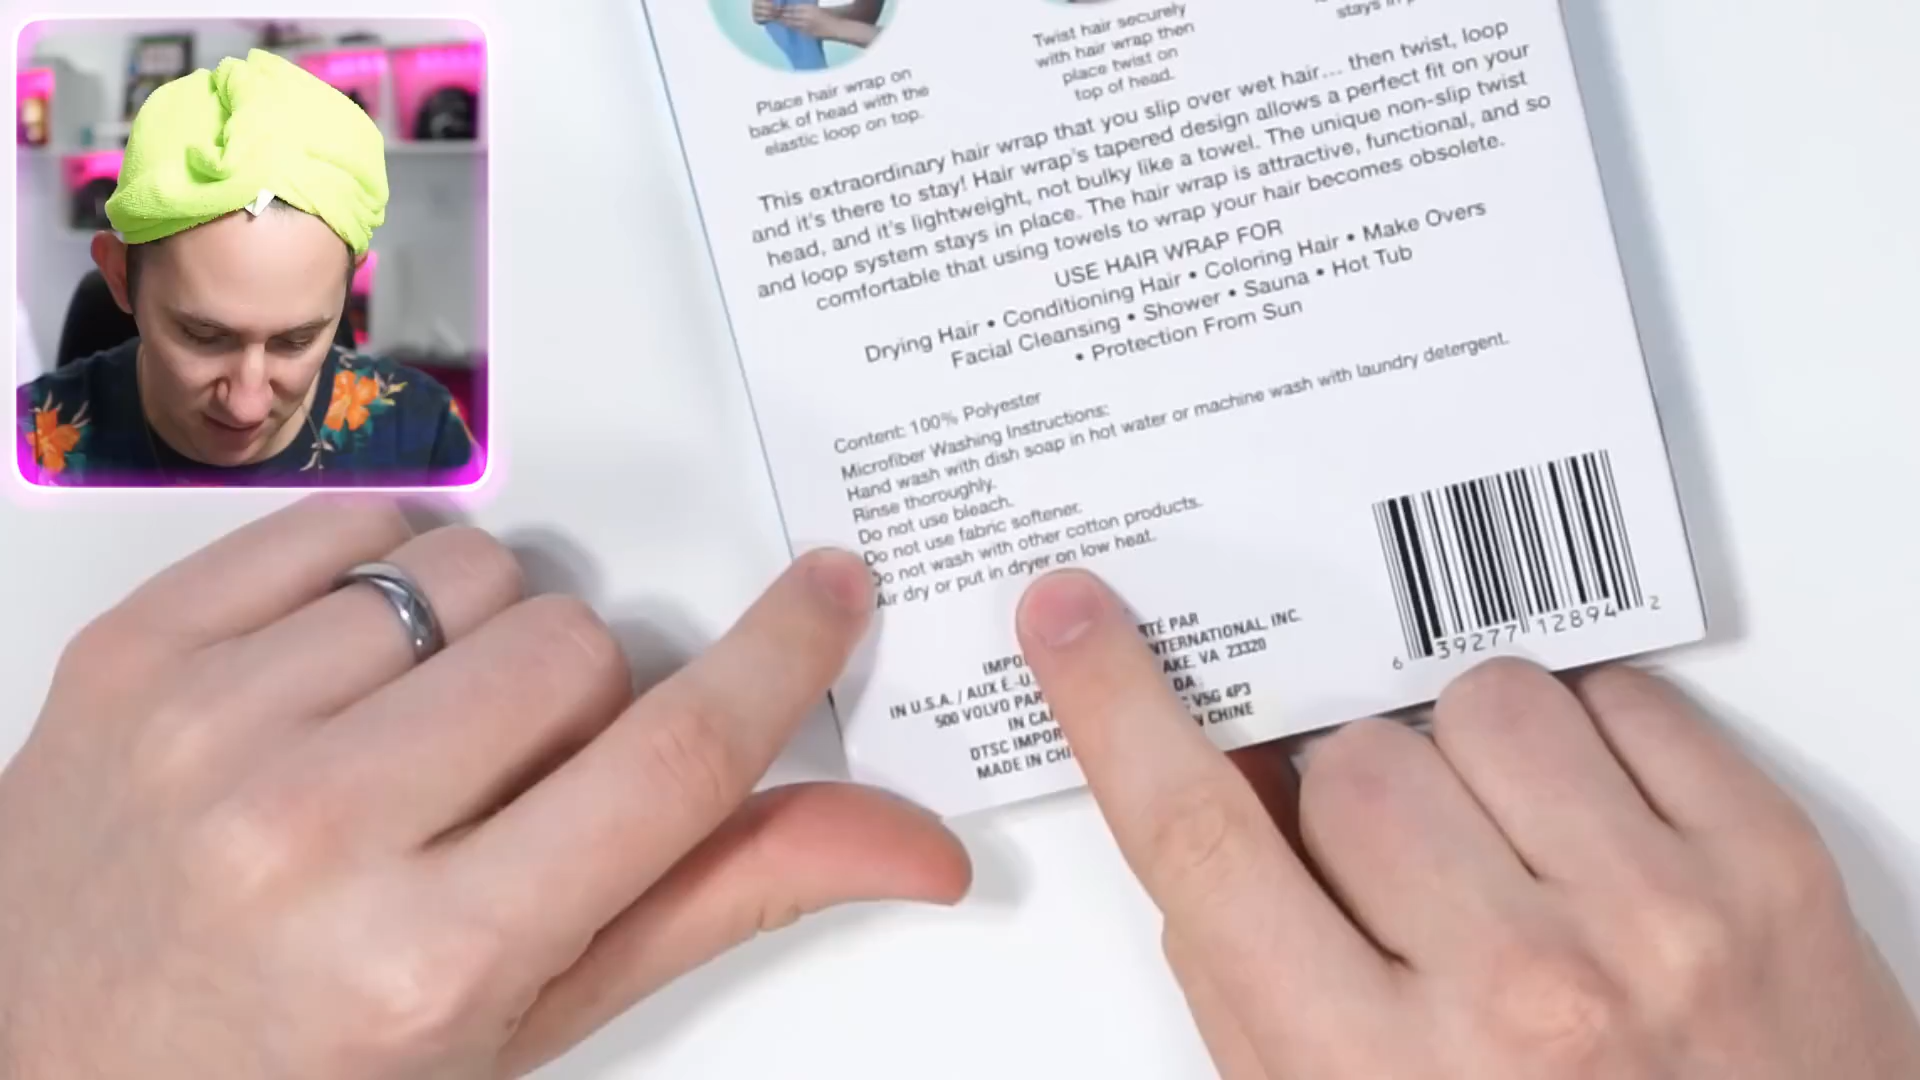 Place hair wrap on
back of head with the
elastic loop on top.
Twist hair securely
with hair wrap then
place twist on
top of head.
stays in
This extraordinary hair wrap that you slip over wet hair... then twist, loop
and it's there to stay! Hair wrap's tapered design allows a perfect fit on your
head, and it's lightweight, not bulky like a towel. The unique non-slip twist
and loop system stays in place. The hair wrap is attractive, functional, and so
comfortable that using towels to wrap your hair becomes obsolete.
USE HAIR WRAP FOR
Drying Hair • Conditioning Hair • Coloring Hair • Make Overs
Facial Cleansing • Shower • Sauna • Hot Tub
• Protection From Sun
Content: 100% Polyester
Microfiber Washing Instructions:
Hand wash with dish soap in hot water or machine wash with laundry detergent.
Rinse thoroughly.
Do not use bleach.
Do not use fabric softener.
Do not wash with other cotton products.
Air dry or put in dryer on low heat.
PAR
INTERNATIONAL, INC.
IN U.S.A. / AUX É.-U. VA 23320
500 VOLVO
IN
DTSC V5G 4P3
MADE IN CHINE
6 39277 12894 2